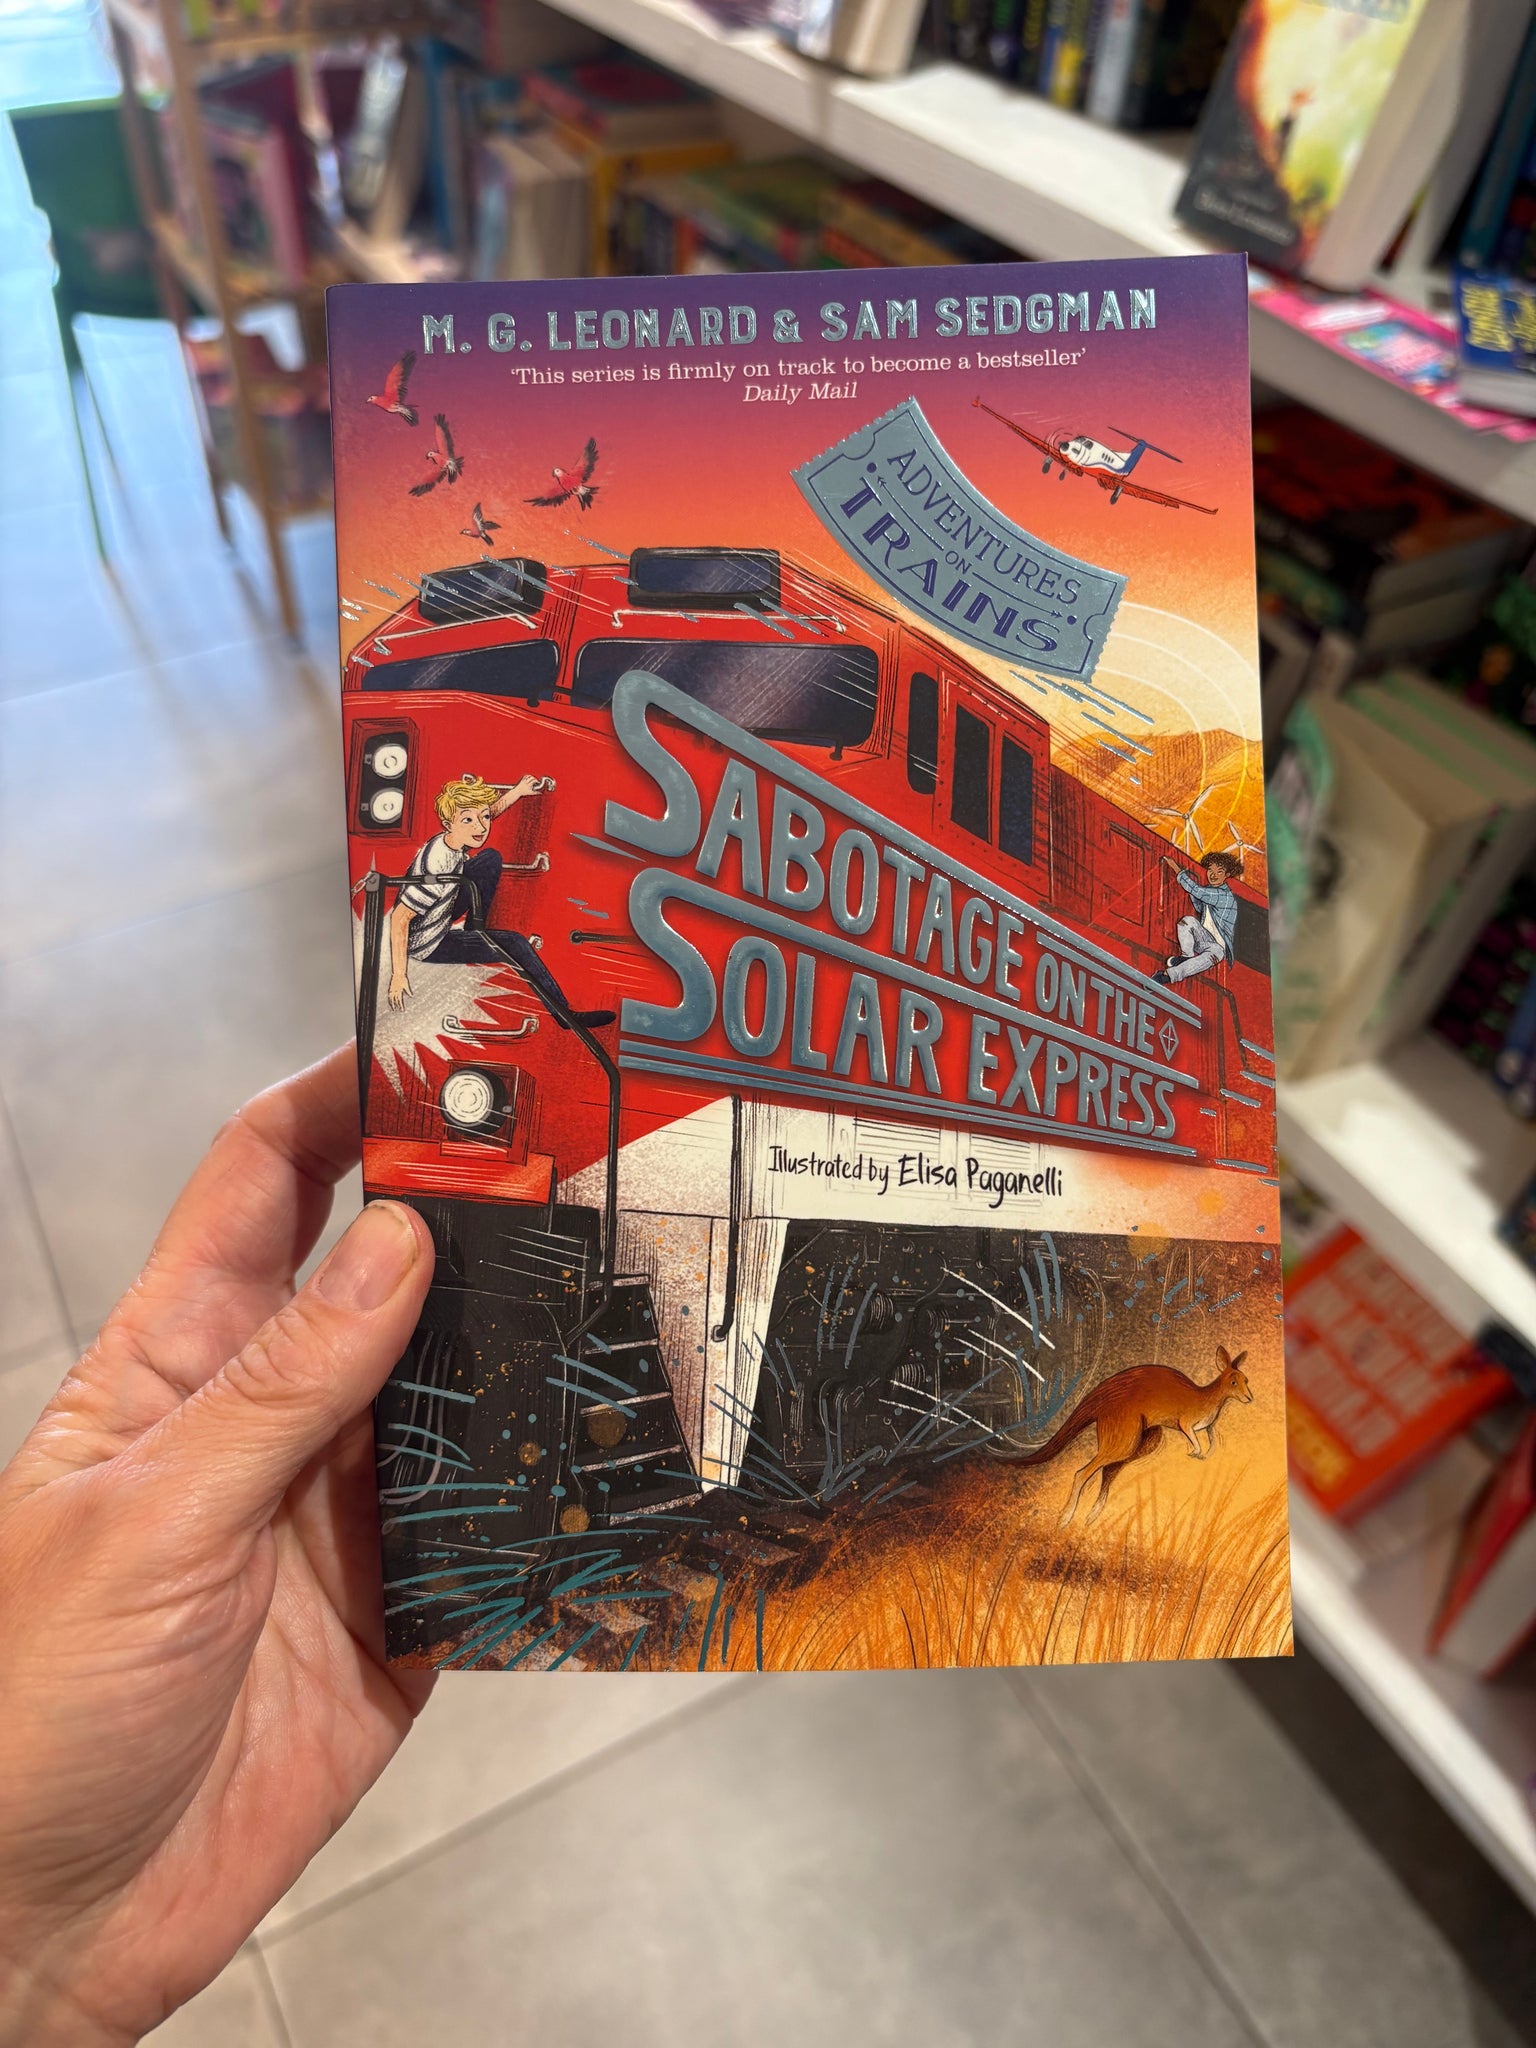 M. G. LEONARD & SAM SEDGMAN
‘This series is firmly on track to become a bestseller’
Daily Mail
ADVENTURES
ON
TRAINS
SABOTAGE ON THE
SOLAR EXPRESS
Illustrated by Elisa Paganelli